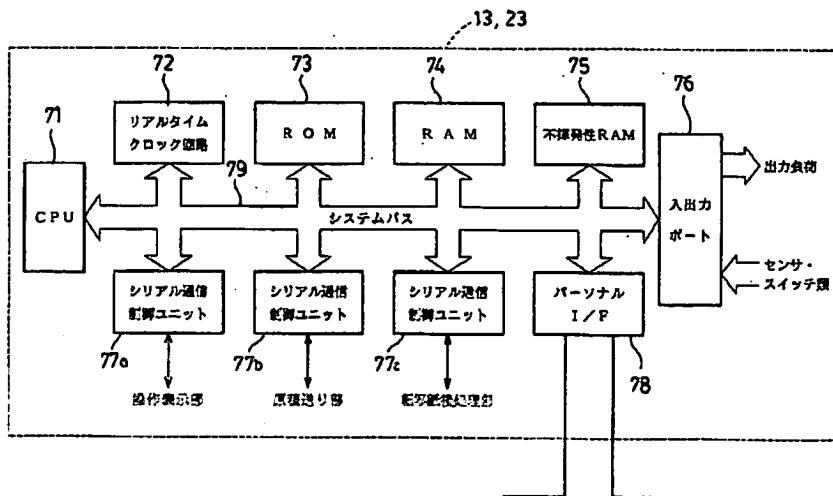 13, 23
72
73
74
75
76
71
リアルタイム
クロック回路
ROM
RAM
不揮発性RAM
出力負荷
79
CPU
システムバス
入出力
ポート
センサ・
スイッチ類
シリアル通信
制御ユニット
シリアル通信
制御ユニット
シリアル通信
制御ユニット
パーソナル
I/F
77a
77b
77c
78
操作表示部
原稿送り部
転写紙後処理部